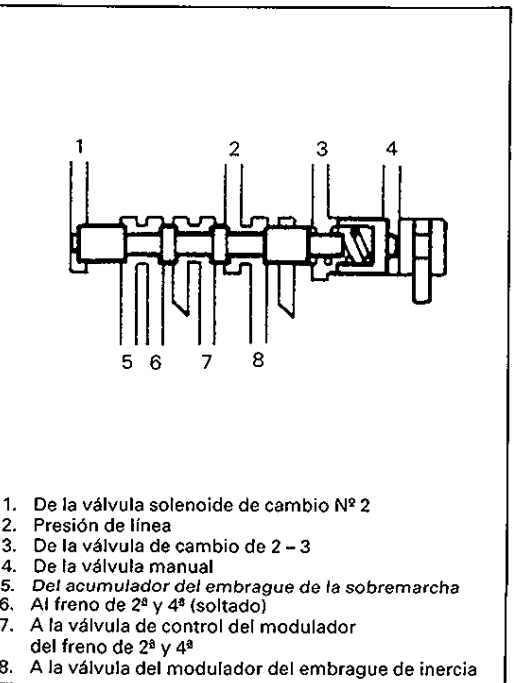 1
2
3
4
5
6
7
8
1. De la válvula solenoide de cambio Nº 2
2. Presión de línea
3. De la válvula de cambio de 2 – 3
4. De la válvula manual
5. Del acumulador del embrague de la sobremarcha
6. Al freno de 2ª y 4ª (soltado)
7. A la válvula de control del modulador
del freno de 2ª y 4ª
8. A la válvula del modulador del embrague de inercia